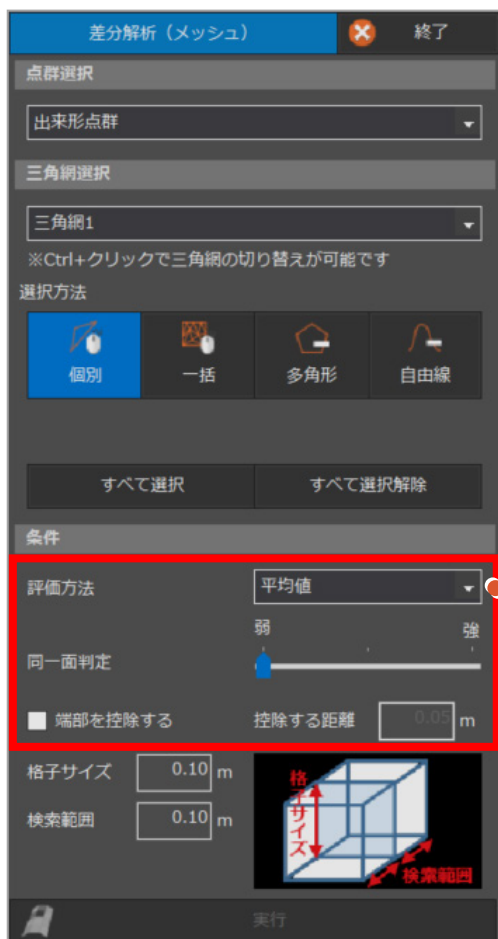 差分解析（メッシュ） 終了
点群選択
出来形点群
三角網選択
三角網1
※Ctrl+クリックで三角網の切り替えが可能です
選択方法
個別 一括 多角形 自由線
すべて選択 すべて選択解除
条件
評価方法 平均値
弱 強
同一面判定
端部を控除する 控除する距離 0.05 m
格子サイズ 0.10 m
検索範囲 0.10 m
格子サイズ
検索範囲
実行